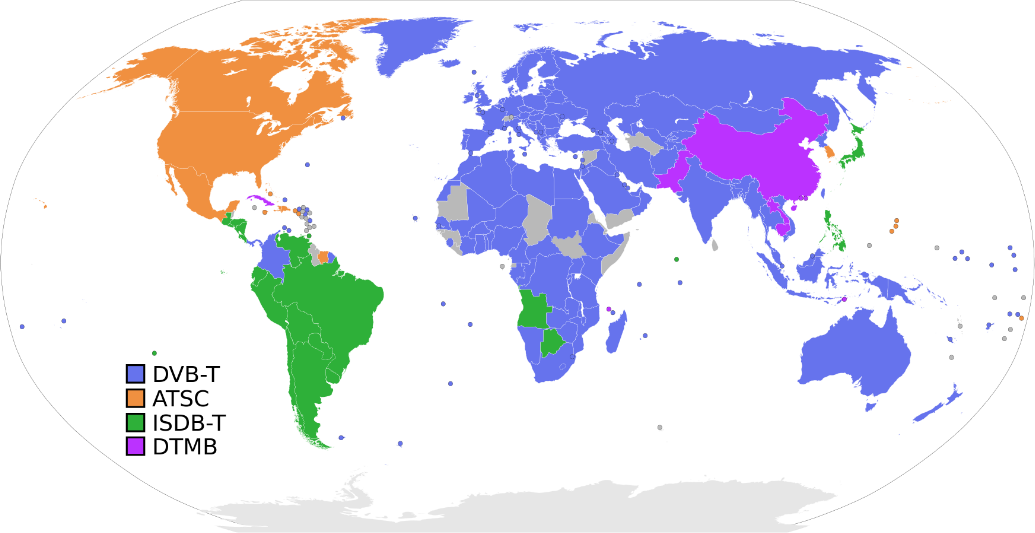 DVB-T
ATSC
ISDB-T
DTMB